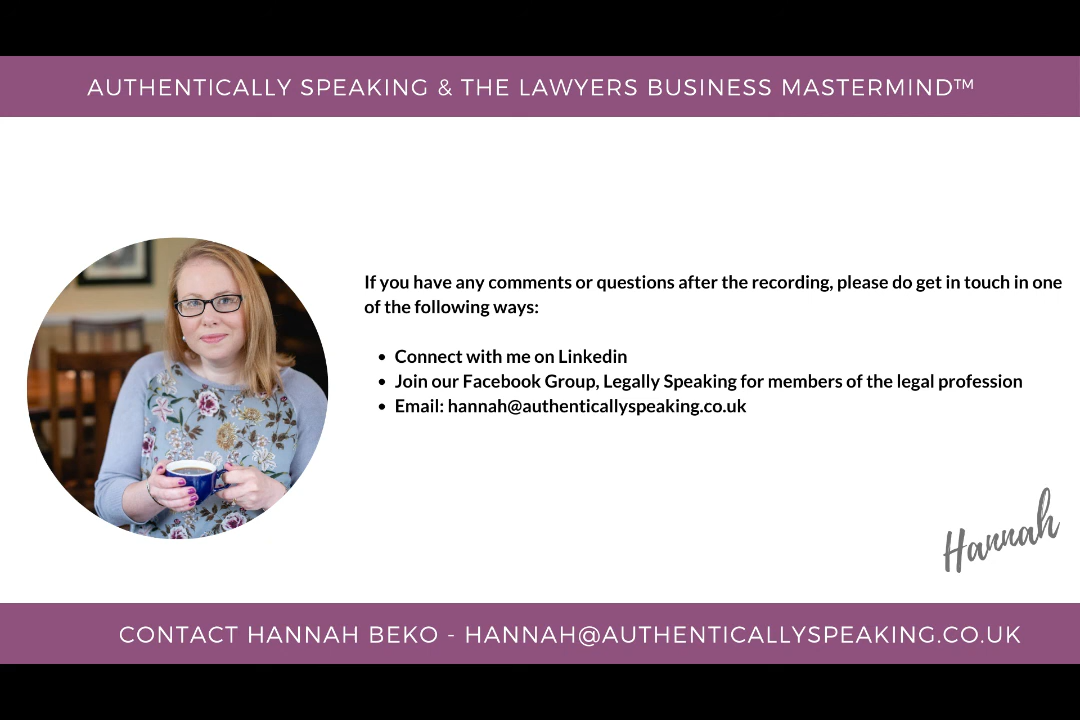 AUTHENTICALLY SPEAKING & THE LAWYERS BUSINESS MASTERMIND™
If you have any comments or questions after the recording, please do get in touch in one
of the following ways:
• Connect with me on Linkedin
• Join our Facebook Group, Legally Speaking for members of the legal profession
• Email: hannah@authenticallyspeaking.co.uk
Hannah
CONTACT HANNAH BEKO - HANNAH@AUTHENTICALLYSPEAKING.CO.UK